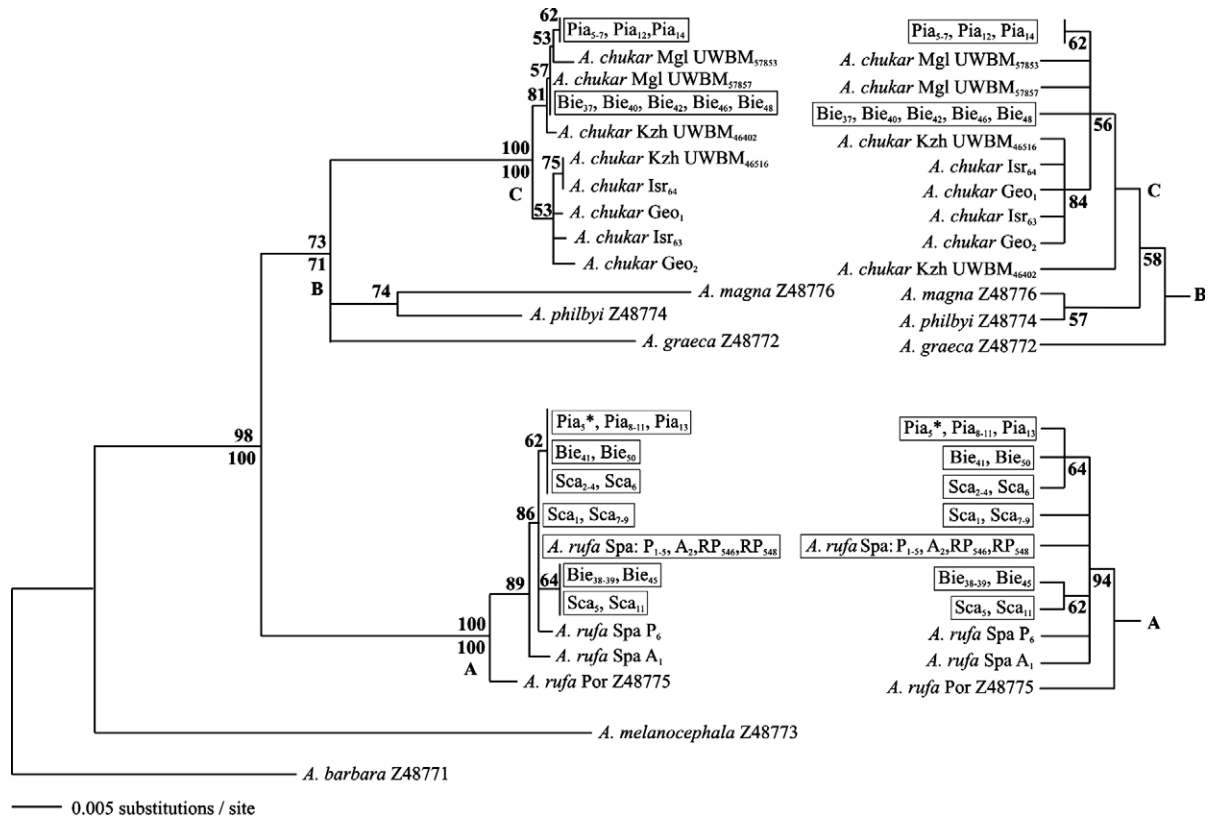 62
Pia₅₋₇, Pia₁₂,Pia₁₄
53
A. chukar Mgl UWBM₅₇₈₅₃
57
A. chukar Mgl UWBM₅₇₈₅₇
81
Bie₃₇, Bie₄₀, Bie₄₂, Bie₄₆, Bie₄₈
A. chukar Kzh UWBM₄₆₄₀₂
100
100
C
75
A. chukar Kzh UWBM₄₆₅₁₆
A. chukar Isr₆₄
53
A. chukar Geo₁
A. chukar Isr₆₃
A. chukar Geo₂
73
71
B
74
A. magna Z48776
A. philbyi Z48774
A. graeca Z48772
98
100
62
Pia₅*, Pia₈₋₁₁, Pia₁₃
Bie₄₁, Bie₅₀
Sca₂₋₄, Sca₆
86
Sca₁, Sca₇₋₉
A. rufa Spa: P₁₋₅, A₂,RP₅₄₆,RP₅₄₈
89
64
Bie₃₈₋₃₉, Bie₄₅
Sca₅, Sca₁₁
100
100
A
A. rufa Spa P₆
A. rufa Spa A₁
A. rufa Por Z48775
A. melanocephala Z48773
A. barbara Z48771
0.005 substitutions / site
Pia₅₋₇, Pia₁₂, Pia₁₄
62
A. chukar Mgl UWBM₅₇₈₅₃
A. chukar Mgl UWBM₅₇₈₅₇
Bie₃₇, Bie₄₀, Bie₄₂, Bie₄₆, Bie₄₈
56
A. chukar Kzh UWBM₄₆₅₁₆
A. chukar Isr₆₄
A. chukar Geo₁
84
C
A. chukar Isr₆₃
A. chukar Geo₂
A. chukar Kzh UWBM₄₆₄₀₂
58
A. magna Z48776
B
A. philbyi Z48774
57
A. graeca Z48772
Pia₅*, Pia₈₋₁₁, Pia₁₃
Bie₄₁, Bie₅₀
64
Sca₂₋₄, Sca₆
Sca₁, Sca₇₋₉
A. rufa Spa: P₁₋₅, A₂,RP₅₄₆, RP₅₄₈
Bie₃₈₋₃₉, Bie₄₅
94
Sca₅, Sca₁₁
62
A
A. rufa Spa P₆
A. rufa Spa A₁
A. rufa Por Z48775